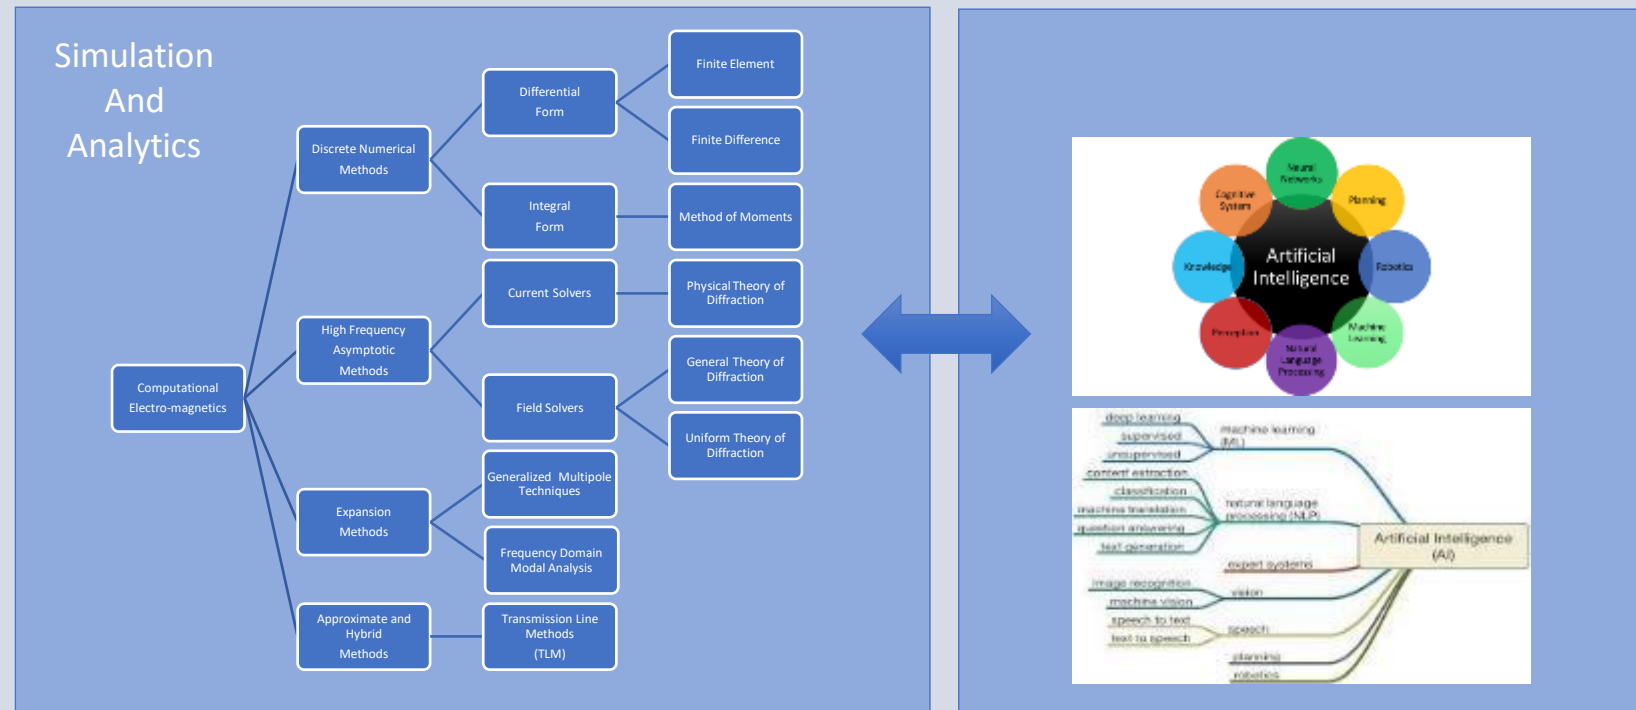 Simulation
And
Analytics
Computational
Electro-magnetics
Discrete Numerical
Methods
Differential
Form
Finite Element
Finite Difference
Integral
Form
Method of Moments
High Frequency
Asymptotic
Methods
Current Solvers
Physical Theory of
Diffraction
Field Solvers
General Theory of
Diffraction
Uniform Theory of
Diffraction
Expansion
Methods
Generalized Multipole
Techniques
Frequency Domain
Modal Analysis
Approximate and
Hybrid
Methods
Transmission Line
Methods
(TLM)
Artificial
Intelligence
Neural
Networks
Planning
Robotics
Machine
Learning
Natural
Language
Processing
Perception
Knowledge
Cognitive
System
Artificial Intelligence
(AI)
machine learning
(ML)
deep learning
supervised
unsupervised
natural language
processing (NLP)
content extraction
classification
machine translation
question answering
text generation
expert systems
vision
image recognition
machine vision
speech
speech to text
text to speech
planning
robotics